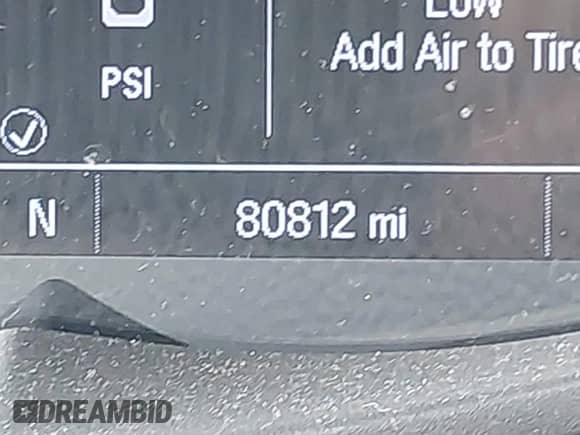 Low
Add Air to Tire
PSI
N
80812 mi
DREAMBID